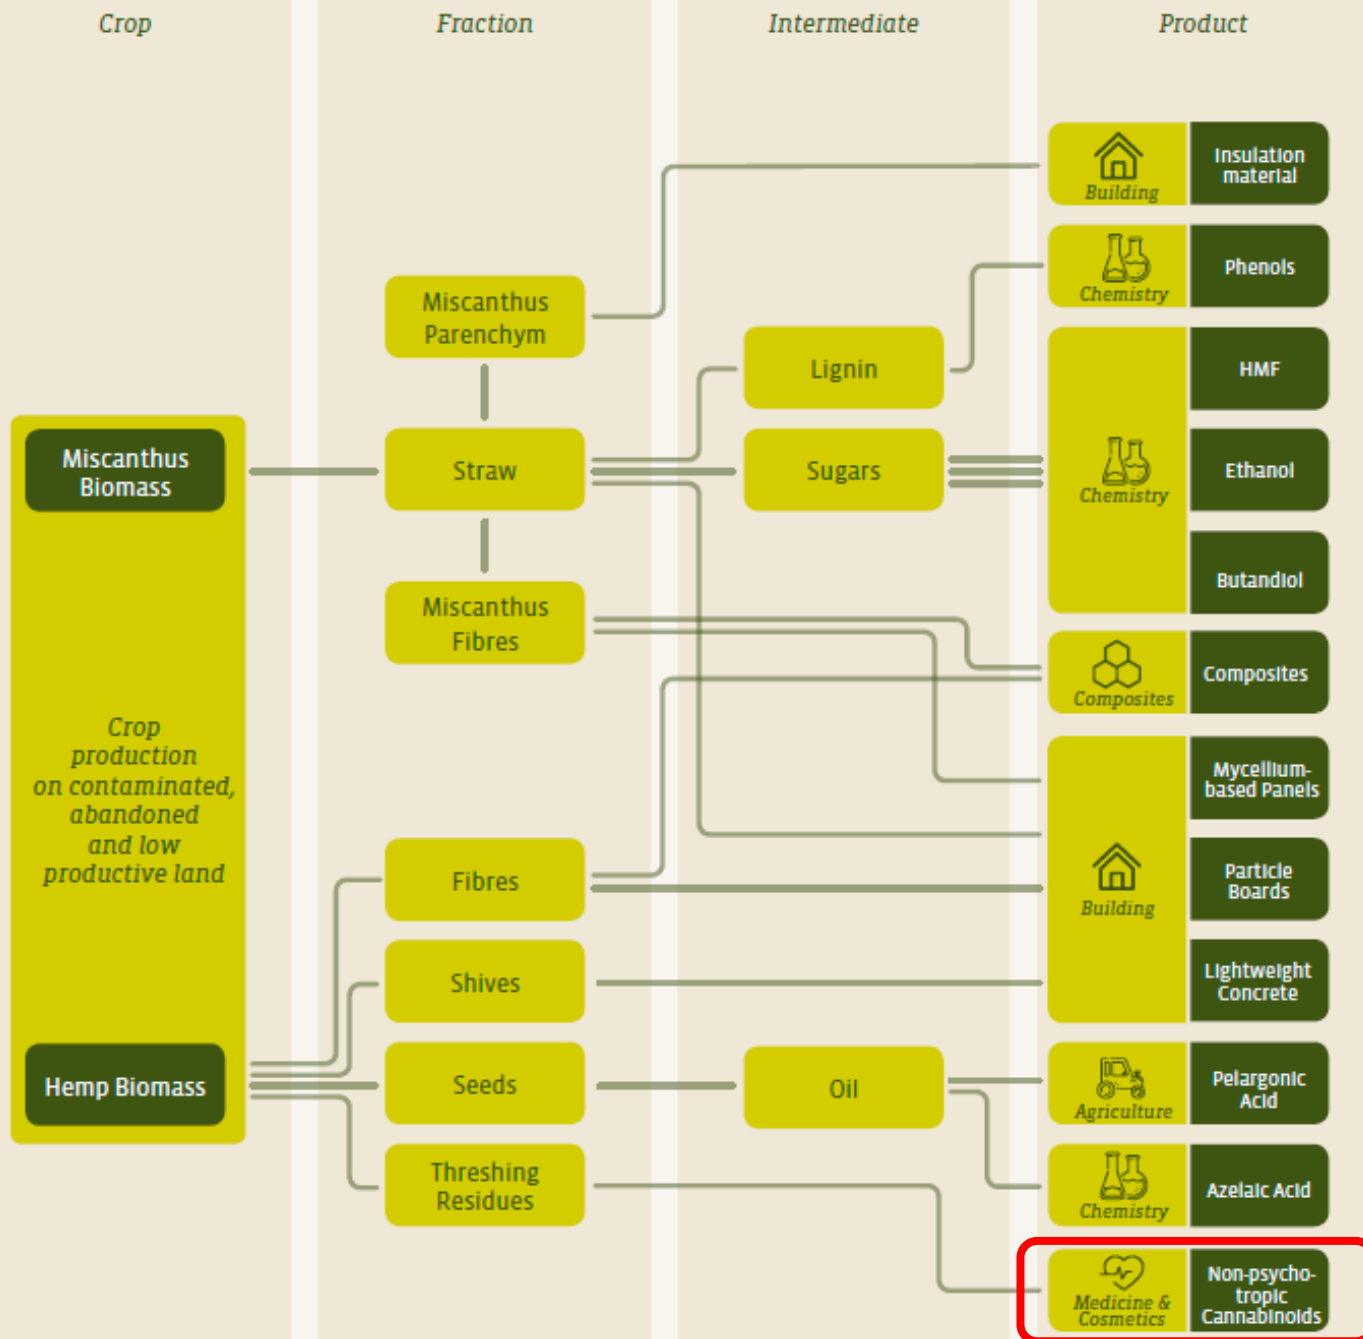 Crop
Fraction
Intermediate
Product
Building
Insulation
material
Chemistry
Phenols
Miscanthus
Parenchym
Lignin
HMF
Miscanthus
Biomass
Straw
Sugars
Chemistry
Ethanol
Butandiol
Miscanthus
Fibres
Composites
Composites
Crop
production
on contaminated,
abandoned
and low
productive land
Mycellium-
based Panels
Fibres
Building
Particle
Boards
Shives
Lightweight
Concrete
Hemp Biomass
Seeds
Oil
Agriculture
Pelargonic
Acid
Threshing
Residues
Chemistry
Azelaic Acid
Medicine &
Cosmetics
Non-psycho-
tropic
Cannabinoids